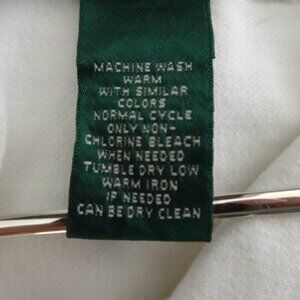 MACHINE WASH
WARM
WITH SIMILAR
COLORS
NORMAL CYCLE
ONLY NON-
CHLORINE BLEACH
WHEN NEEDED
TUMBLE DRY LOW
WARM IRON
IF NEEDED
CAN BE DRY CLEAN